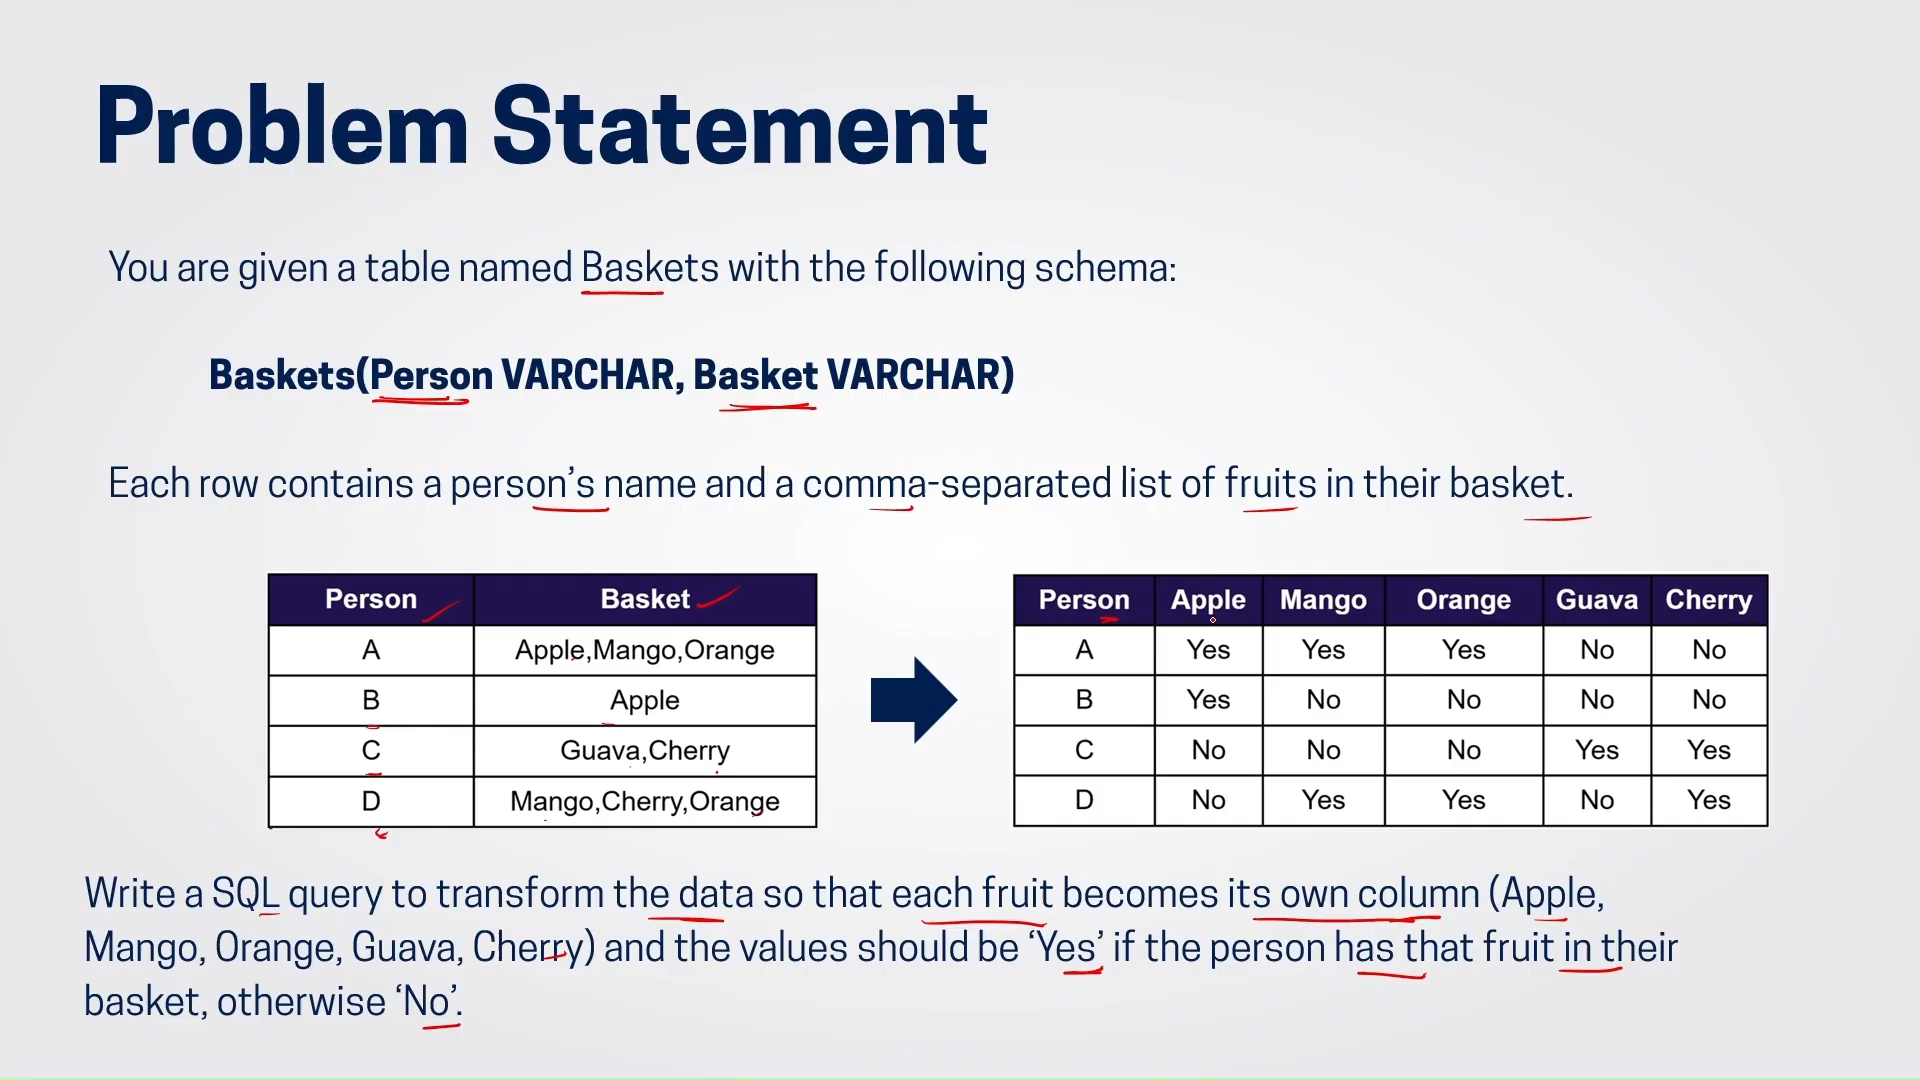 Problem Statement
You are given a table named Baskets with the following schema:
Baskets(Person VARCHAR, Basket VARCHAR)
Each row contains a person’s name and a comma-separated list of fruits in their basket.
Person Basket
A Apple,Mango,Orange
B Apple
C Guava,Cherry
D Mango,Cherry,Orange
Person Apple Mango Orange Guava Cherry
A Yes Yes Yes No No
B Yes No No No No
C No No No Yes Yes
D No Yes Yes No Yes
Write a SQL query to transform the data so that each fruit becomes its own column (Apple,
Mango, Orange, Guava, Cherry) and the values should be ‘Yes’ if the person has that fruit in their
basket, otherwise ‘No’.